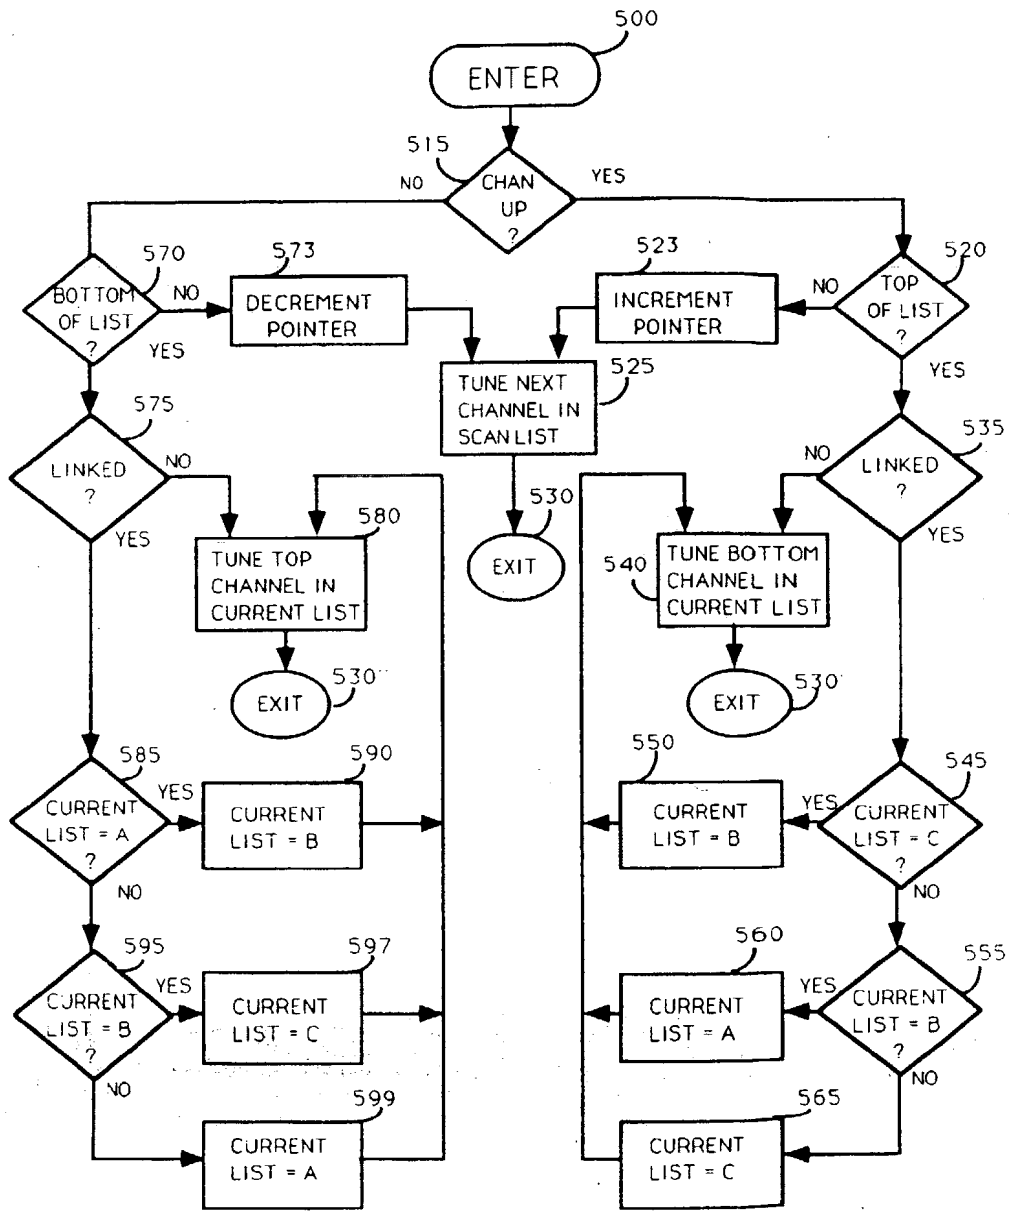 500
ENTER
515
NO
CHAN
UP
?
YES
570
BOTTOM
OF LIST
?
NO
YES
573
DECREMENT
POINTER
523
INCREMENT
POINTER
520
TOP
OF LIST
?
NO
YES
525
TUNE NEXT
CHANNEL IN
SCAN LIST
530
EXIT
575
LINKED
?
NO
YES
580
TUNE TOP
CHANNEL IN
CURRENT LIST
530
EXIT
535
LINKED
?
NO
YES
540
TUNE BOTTOM
CHANNEL IN
CURRENT LIST
530
EXIT
585
CURRENT
LIST = A
?
YES
NO
590
CURRENT
LIST = B
550
CURRENT
LIST = B
545
CURRENT
LIST = C
?
YES
NO
595
CURRENT
LIST = B
?
YES
NO
597
CURRENT
LIST = C
560
CURRENT
LIST = A
555
CURRENT
LIST = B
?
YES
NO
599
CURRENT
LIST = A
565
CURRENT
LIST = C